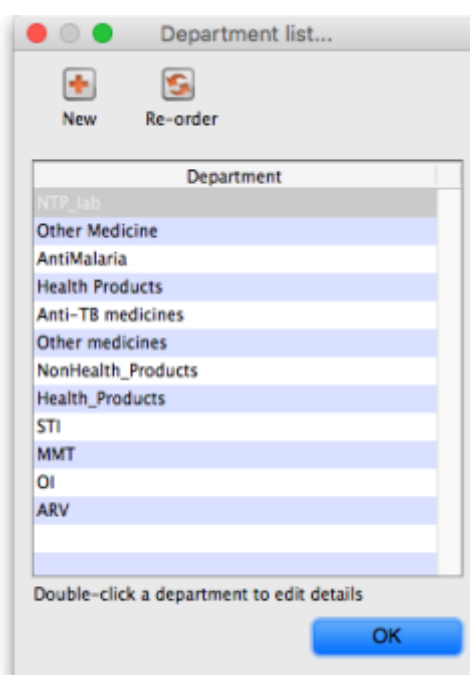 Department list...
New Re-order
Department
NTP_lab
Other Medicine
AntiMalaria
Health Products
Anti-TB medicines
Other medicines
NonHealth_Products
Health_Products
STI
MMT
OI
ARV
Double-click a department to edit details
OK